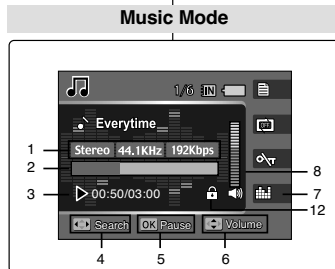 Music Mode
1/6 IN
Everytime
1 Stereo 44.1KHz 192Kbps
2
8
3 00:50/03:00
7
12
Search OK Pause Volume
4 5 6